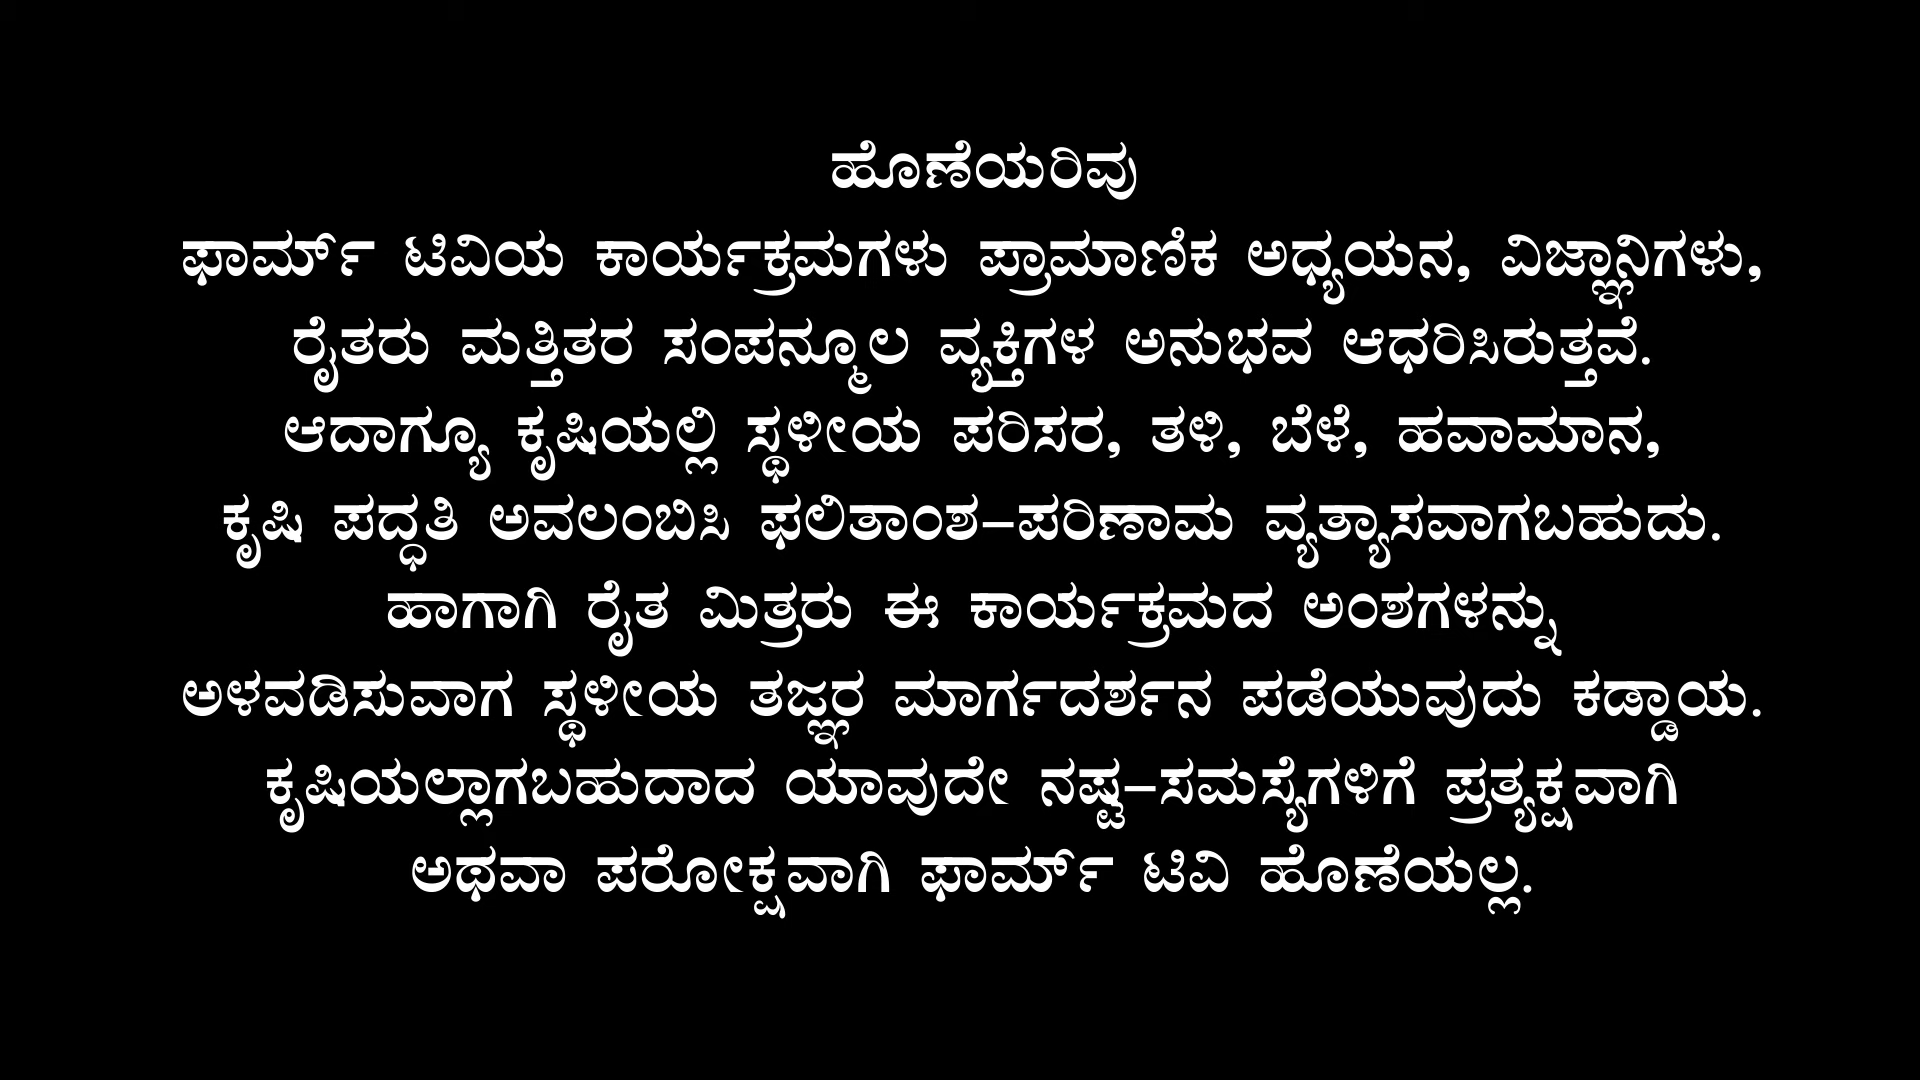 ಹೊಣೆಯರಿವು
ಫಾರ್ಮ್ ಟಿವಿಯ ಕಾರ್ಯಕ್ರಮಗಳು ಪ್ರಾಮಾಣಿಕ ಅಧ್ಯಯನ, ವಿಜ್ಞಾನಿಗಳು,
ರೈತರು ಮತ್ತಿತರ ಸಂಪನ್ಮೂಲ ವ್ಯಕ್ತಿಗಳ ಅನುಭವ ಆಧರಿಸಿರುತ್ತವೆ.
ಆದಾಗ್ಯೂ ಕೃಷಿಯಲ್ಲಿ ಸ್ಥಳೀಯ ಪರಿಸರ, ತಳಿ, ಬೆಳೆ, ಹವಾಮಾನ,
ಕೃಷಿ ಪದ್ಧತಿ ಅವಲಂಬಿಸಿ ಫಲಿತಾಂಶ–ಪರಿಣಾಮ ವ್ಯತ್ಯಾಸವಾಗಬಹುದು.
ಹಾಗಾಗಿ ರೈತ ಮಿತ್ರರು ಈ ಕಾರ್ಯಕ್ರಮದ ಅಂಶಗಳನ್ನು
ಅಳವಡಿಸುವಾಗ ಸ್ಥಳೀಯ ತಜ್ಞರ ಮಾರ್ಗದರ್ಶನ ಪಡೆಯುವುದು ಕಡ್ಡಾಯ.
ಕೃಷಿಯಲ್ಲಾಗಬಹುದಾದ ಯಾವುದೇ ನಷ್ಟ–ಸಮಸ್ಯೆಗಳಿಗೆ ಪ್ರತ್ಯಕ್ಷವಾಗಿ
ಅಥವಾ ಪರೋಕ್ಷವಾಗಿ ಫಾರ್ಮ್ ಟಿವಿ ಹೊಣೆಯಲ್ಲ.